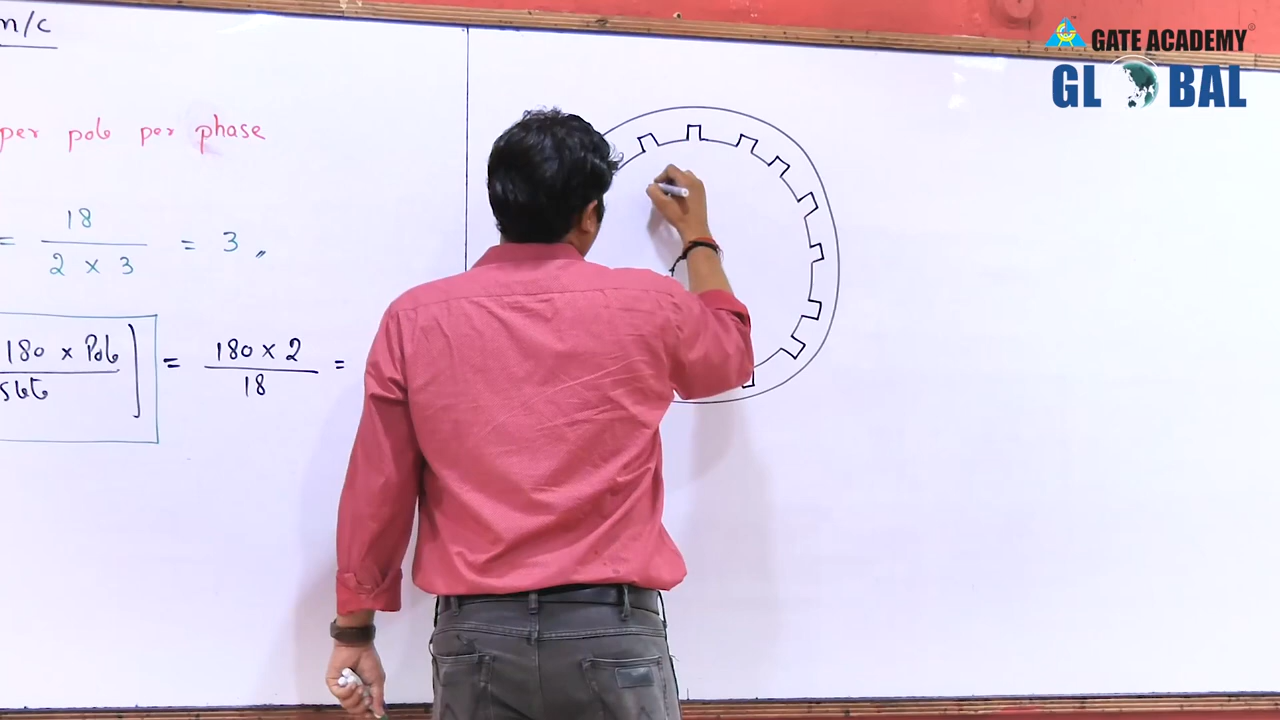 m/c
per pole per phase
= 18 / 2 × 3 = 3 ,,
180 × Pole / slot ] = 180 × 2 / 18 =
GATE ACADEMY
GLOBAL